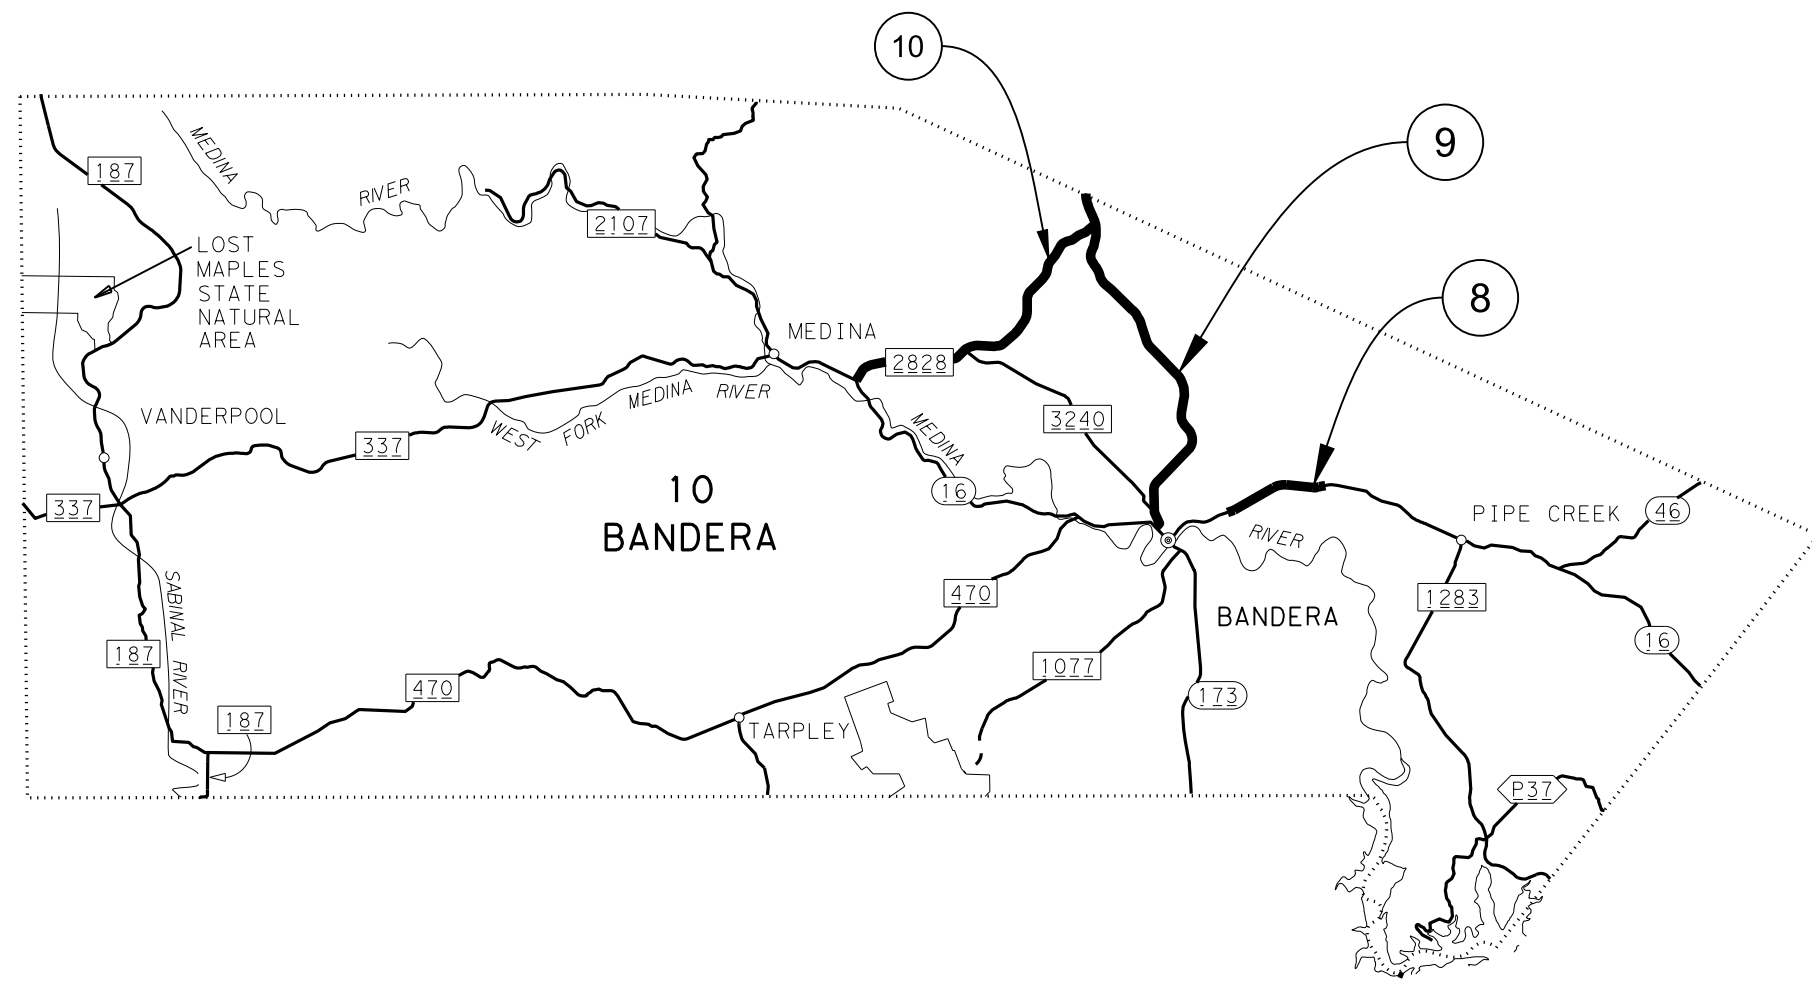 10
9
187
MEDINA
RIVER
2107
LOST
MAPLES
STATE
NATURAL
AREA
8
MEDINA
2828
VANDERPOOL
MEDINA
RIVER
3240
WEST
FORK
337
MEDINA
16
10
BANDERA
337
PIPE CREEK
46
RIVER
SABINAL RIVER
470
1283
BANDERA
187
16
1077
470
173
187
TARPLEY
P37